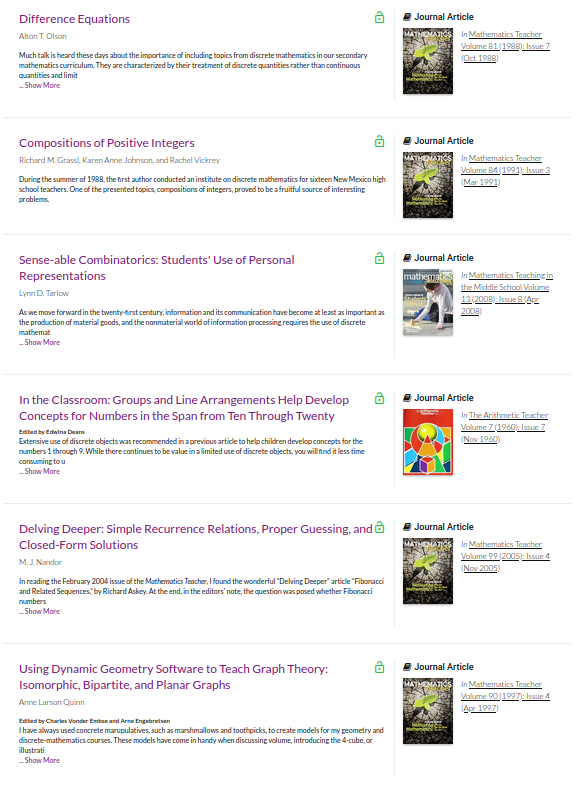 Difference Equations
Alton T. Olson
Much talk is heard these days about the importance of including topics from discrete mathematics in our secondary
mathematics curriculum. They are characterized by their treatment of discrete quantities rather than continuous
quantities and limit
... Show More
Journal Article
In Mathematics Teacher
Volume 81 (1988): Issue 7
(Oct 1988)
Compositions of Positive Integers
Richard M. Grassl, Karen Anne Johnson, and Rachel Vickrey
During the summer of 1988, the first author conducted an institute on discrete mathematics for sixteen New Mexico high
school teachers. One of the presented topics, compositions of integers, proved to be a fruitful source of interesting
problems.
Journal Article
In Mathematics Teacher
Volume 84 (1991): Issue 3
(Mar 1991)
Sense-able Combinatorics: Students' Use of Personal
Representations
Lynn D. Tarlow
As we move forward in the twenty-first century, information and its communication have become at least as important as
the production of material goods, and the nonmaterial world of information processing requires the use of discrete
mathemat
... Show More
Journal Article
In Mathematics Teaching in
the Middle School Volume
13 (2008): Issue 8 (Apr
2008)
In the Classroom: Groups and Line Arrangements Help Develop
Concepts for Numbers in the Span from Ten Through Twenty
Edited by Edwina Deans
Extensive use of discrete objects was recommended in a previous article to help children develop concepts for the
numbers 1 through 9. While there continues to be value in a limited use of discrete objects, you will find it less time
consuming to u
... Show More
Journal Article
In The Arithmetic Teacher
Volume 7 (1960): Issue 7
(Nov 1960)
Delving Deeper: Simple Recurrence Relations, Proper Guessing, and
Closed-Form Solutions
M. J. Nandor
In reading the February 2004 issue of the Mathematics Teacher, I found the wonderful "Delving Deeper" article "Fibonacci
and Related Sequences," by Richard Askey. At the end, in the editors' note, the question was posed whether Fibonacci
numbers
... Show More
Journal Article
In Mathematics Teacher
Volume 99 (2005): Issue 4
(Nov 2005)
Using Dynamic Geometry Software to Teach Graph Theory:
Isomorphic, Bipartite, and Planar Graphs
Anne Larson Quinn
Edited by Charles Vonder Embse and Arne Engebretsen
I have always used concrete marupulatives, such as marshmallows and toothpicks, to create models for my geometry and
discrete-mathematics courses. These models have come in handy when discussing volume, introducing the 4-cube, or
illustrati
... Show More
Journal Article
In Mathematics Teacher
Volume 90 (1997): Issue 4
(Apr 1997)